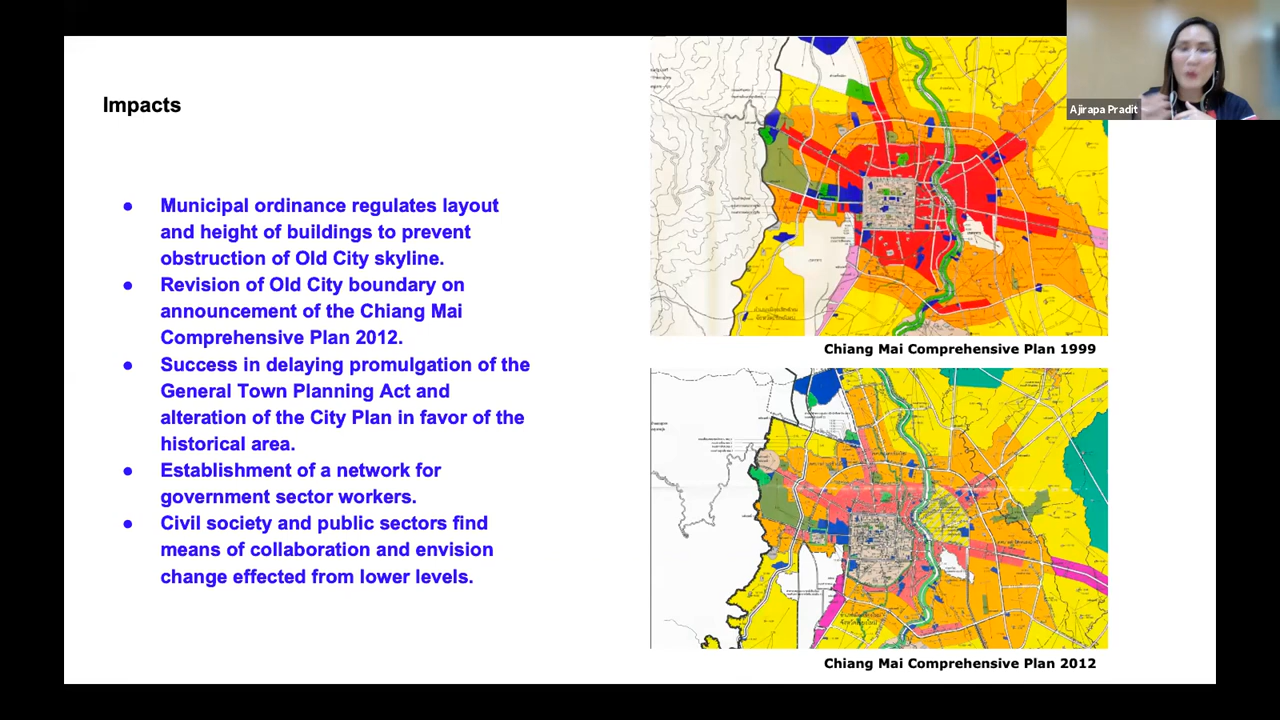 Ajirapa Pradit
Impacts
● Municipal ordinance regulates layout
and height of buildings to prevent
obstruction of Old City skyline.
● Revision of Old City boundary on
announcement of the Chiang Mai
Comprehensive Plan 2012.
● Success in delaying promulgation of the
General Town Planning Act and
alteration of the City Plan in favor of the
historical area.
● Establishment of a network for
government sector workers.
● Civil society and public sectors find
means of collaboration and envision
change effected from lower levels.
Chiang Mai Comprehensive Plan 1999
Chiang Mai Comprehensive Plan 2012